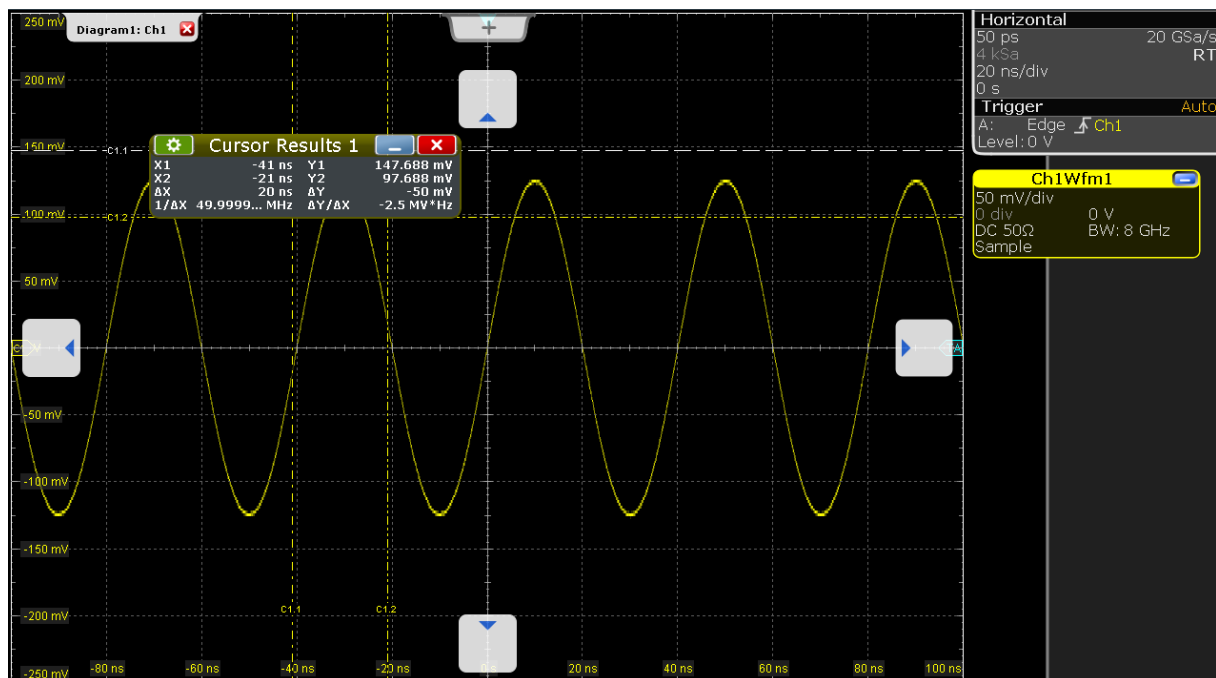 250 mV
Diagram1: Ch1
200 mV
150 mV
C1.1
Cursor Results 1
X1 -41 ns Y1 147.688 mV
X2 -21 ns Y2 97.688 mV
ΔX 20 ns ΔY -50 mV
1/ΔX 49.9999... MHz ΔY/ΔX -2.5 MV*Hz
100 mV
C1.2
50 mV
-50 mV
-100 mV
-150 mV
-200 mV
C1.1
C1.2
-250 mV
-80 ns
-60 ns
-40 ns
-20 ns
20 ns
40 ns
60 ns
80 ns
100 ns
Horizontal
50 ps 20 GSa/s
4 kSa RT
20 ns/div
0 s
Trigger Auto
A: Edge Ch1
Level: 0 V
Ch1Wfm1
50 mV/div
0 div 0 V
DC 50Ω BW: 8 GHz
Sample